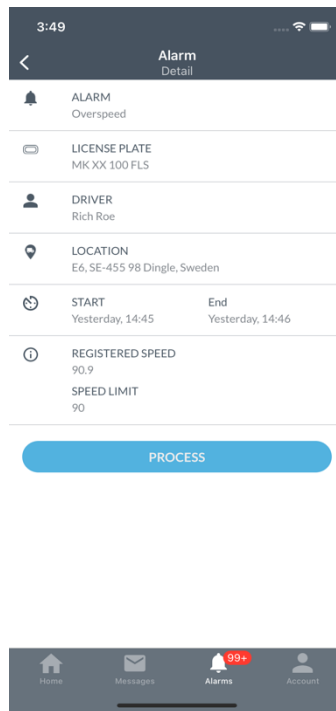 3:49
Alarm
Detail
ALARM
Overspeed
LICENSE PLATE
MK XX 100 FLS
DRIVER
Rich Roe
LOCATION
E6, SE-455 98 Dingle, Sweden
START End
Yesterday, 14:45 Yesterday, 14:46
REGISTERED SPEED
90,9
SPEED LIMIT
90
PROCESS
99+
Home Messages Alarms Account